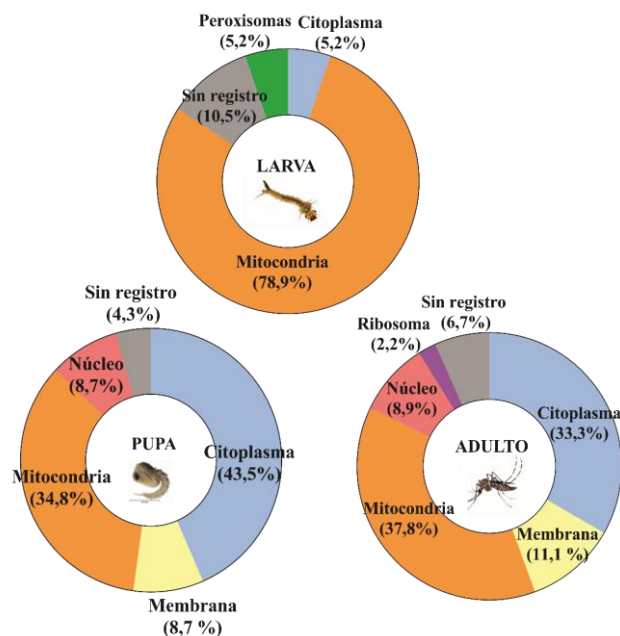 Peroxisomas
(5,2%)
Citoplasma
(5,2%)
Sin registro
(10,5%)
LARVA
Mitocondria
(78,9%)
Sin registro
(4,3%)
Núcleo
(8,7%)
PUPA
Citoplasma
(43,5%)
Mitocondria
(34,8%)
Membrana
(8,7 %)
Sin registro
(6,7%)
Ribosoma
(2,2%)
Núcleo
(8,9%)
Citoplasma
(33,3%)
ADULTO
Mitocondria
(37,8%)
Membrana
(11,1 %)